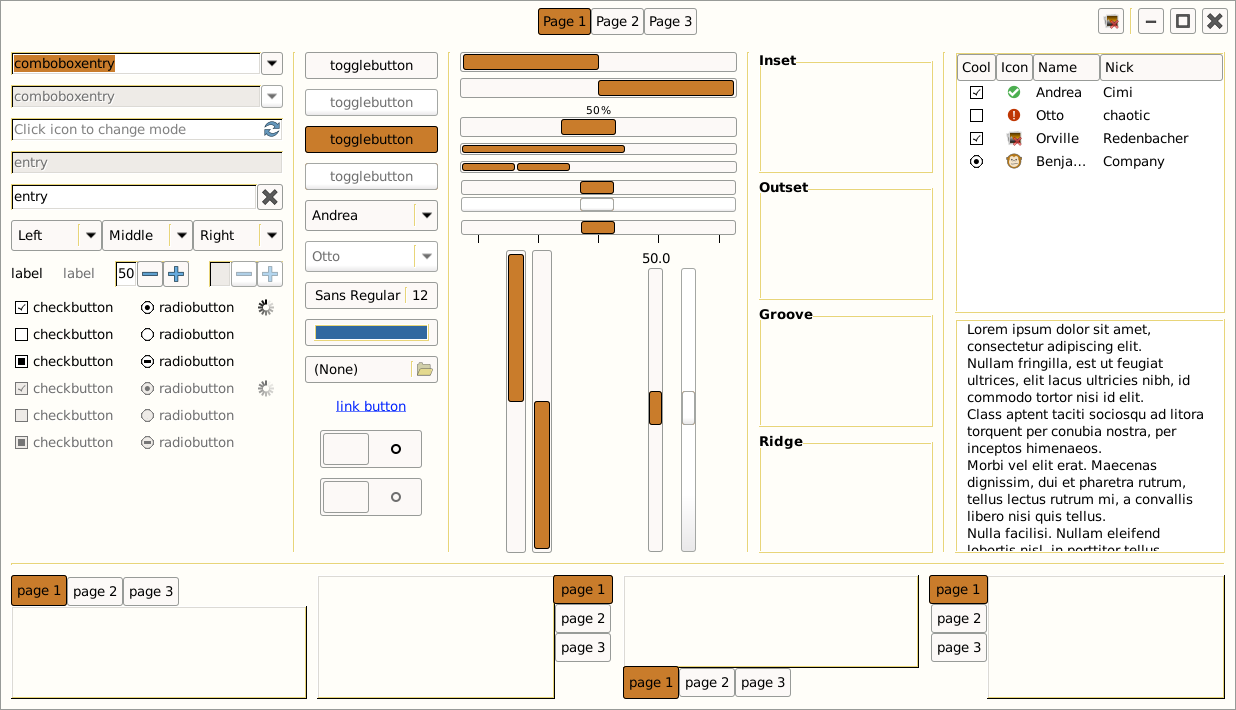 Page 1 Page 2 Page 3
comboboxentry
comboboxentry
Click icon to change mode
entry
entry
Left Middle Right
label label 50
checkbutton radiobutton
checkbutton radiobutton
checkbutton radiobutton
checkbutton radiobutton
checkbutton radiobutton
checkbutton radiobutton
togglebutton
togglebutton
togglebutton
togglebutton
Andrea
Otto
Sans Regular 12
(None)
link button
50%
50.0
Inset
Outset
Groove
Ridge
Cool Icon Name Nick
Andrea Cimi
Otto chaotic
Orville Redenbacher
Benja... Company
Lorem ipsum dolor sit amet,
consectetur adipiscing elit.
Nullam fringilla, est ut feugiat
ultrices, elit lacus ultricies nibh, id
commodo tortor nisi id elit.
Class aptent taciti sociosqu ad litora
torquent per conubia nostra, per
inceptos himenaeos.
Morbi vel elit erat. Maecenas
dignissim, dui et pharetra rutrum,
tellus lectus rutrum mi, a convallis
libero nisi quis tellus.
Nulla facilisi. Nullam eleifend
lobortis nisl, in porttitor tellus
page 1 page 2 page 3
page 1
page 2
page 3
page 1 page 2 page 3
page 1
page 2
page 3